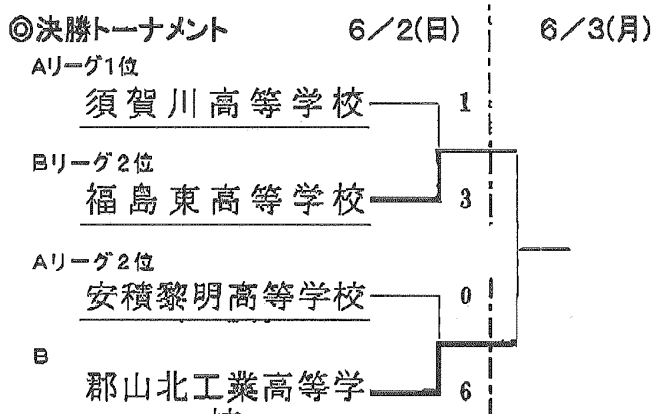 ◎決勝トーナメント 6／2(日) 6／3(月)
Aリーグ1位
須賀川高等学校 1
Bリーグ2位
福島東高等学校 3
Aリーグ2位
安積黎明高等学校 0
B
郡山北工業高等学 6